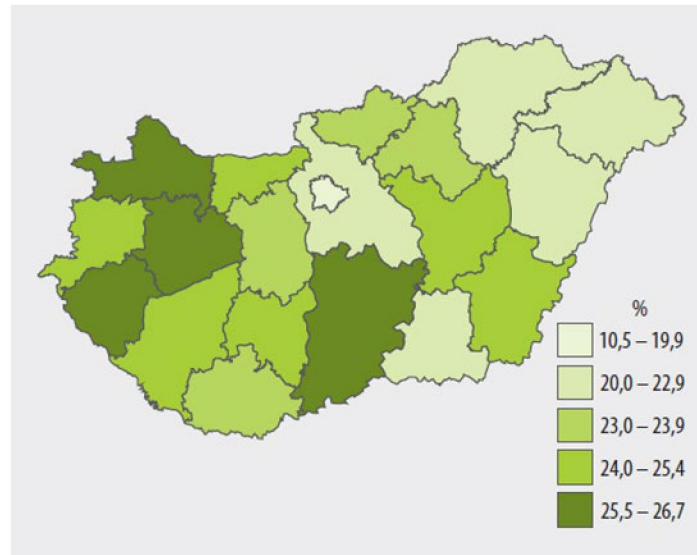 %
10,5 – 19,9
20,0 – 22,9
23,0 – 23,9
24,0 – 25,4
25,5 – 26,7